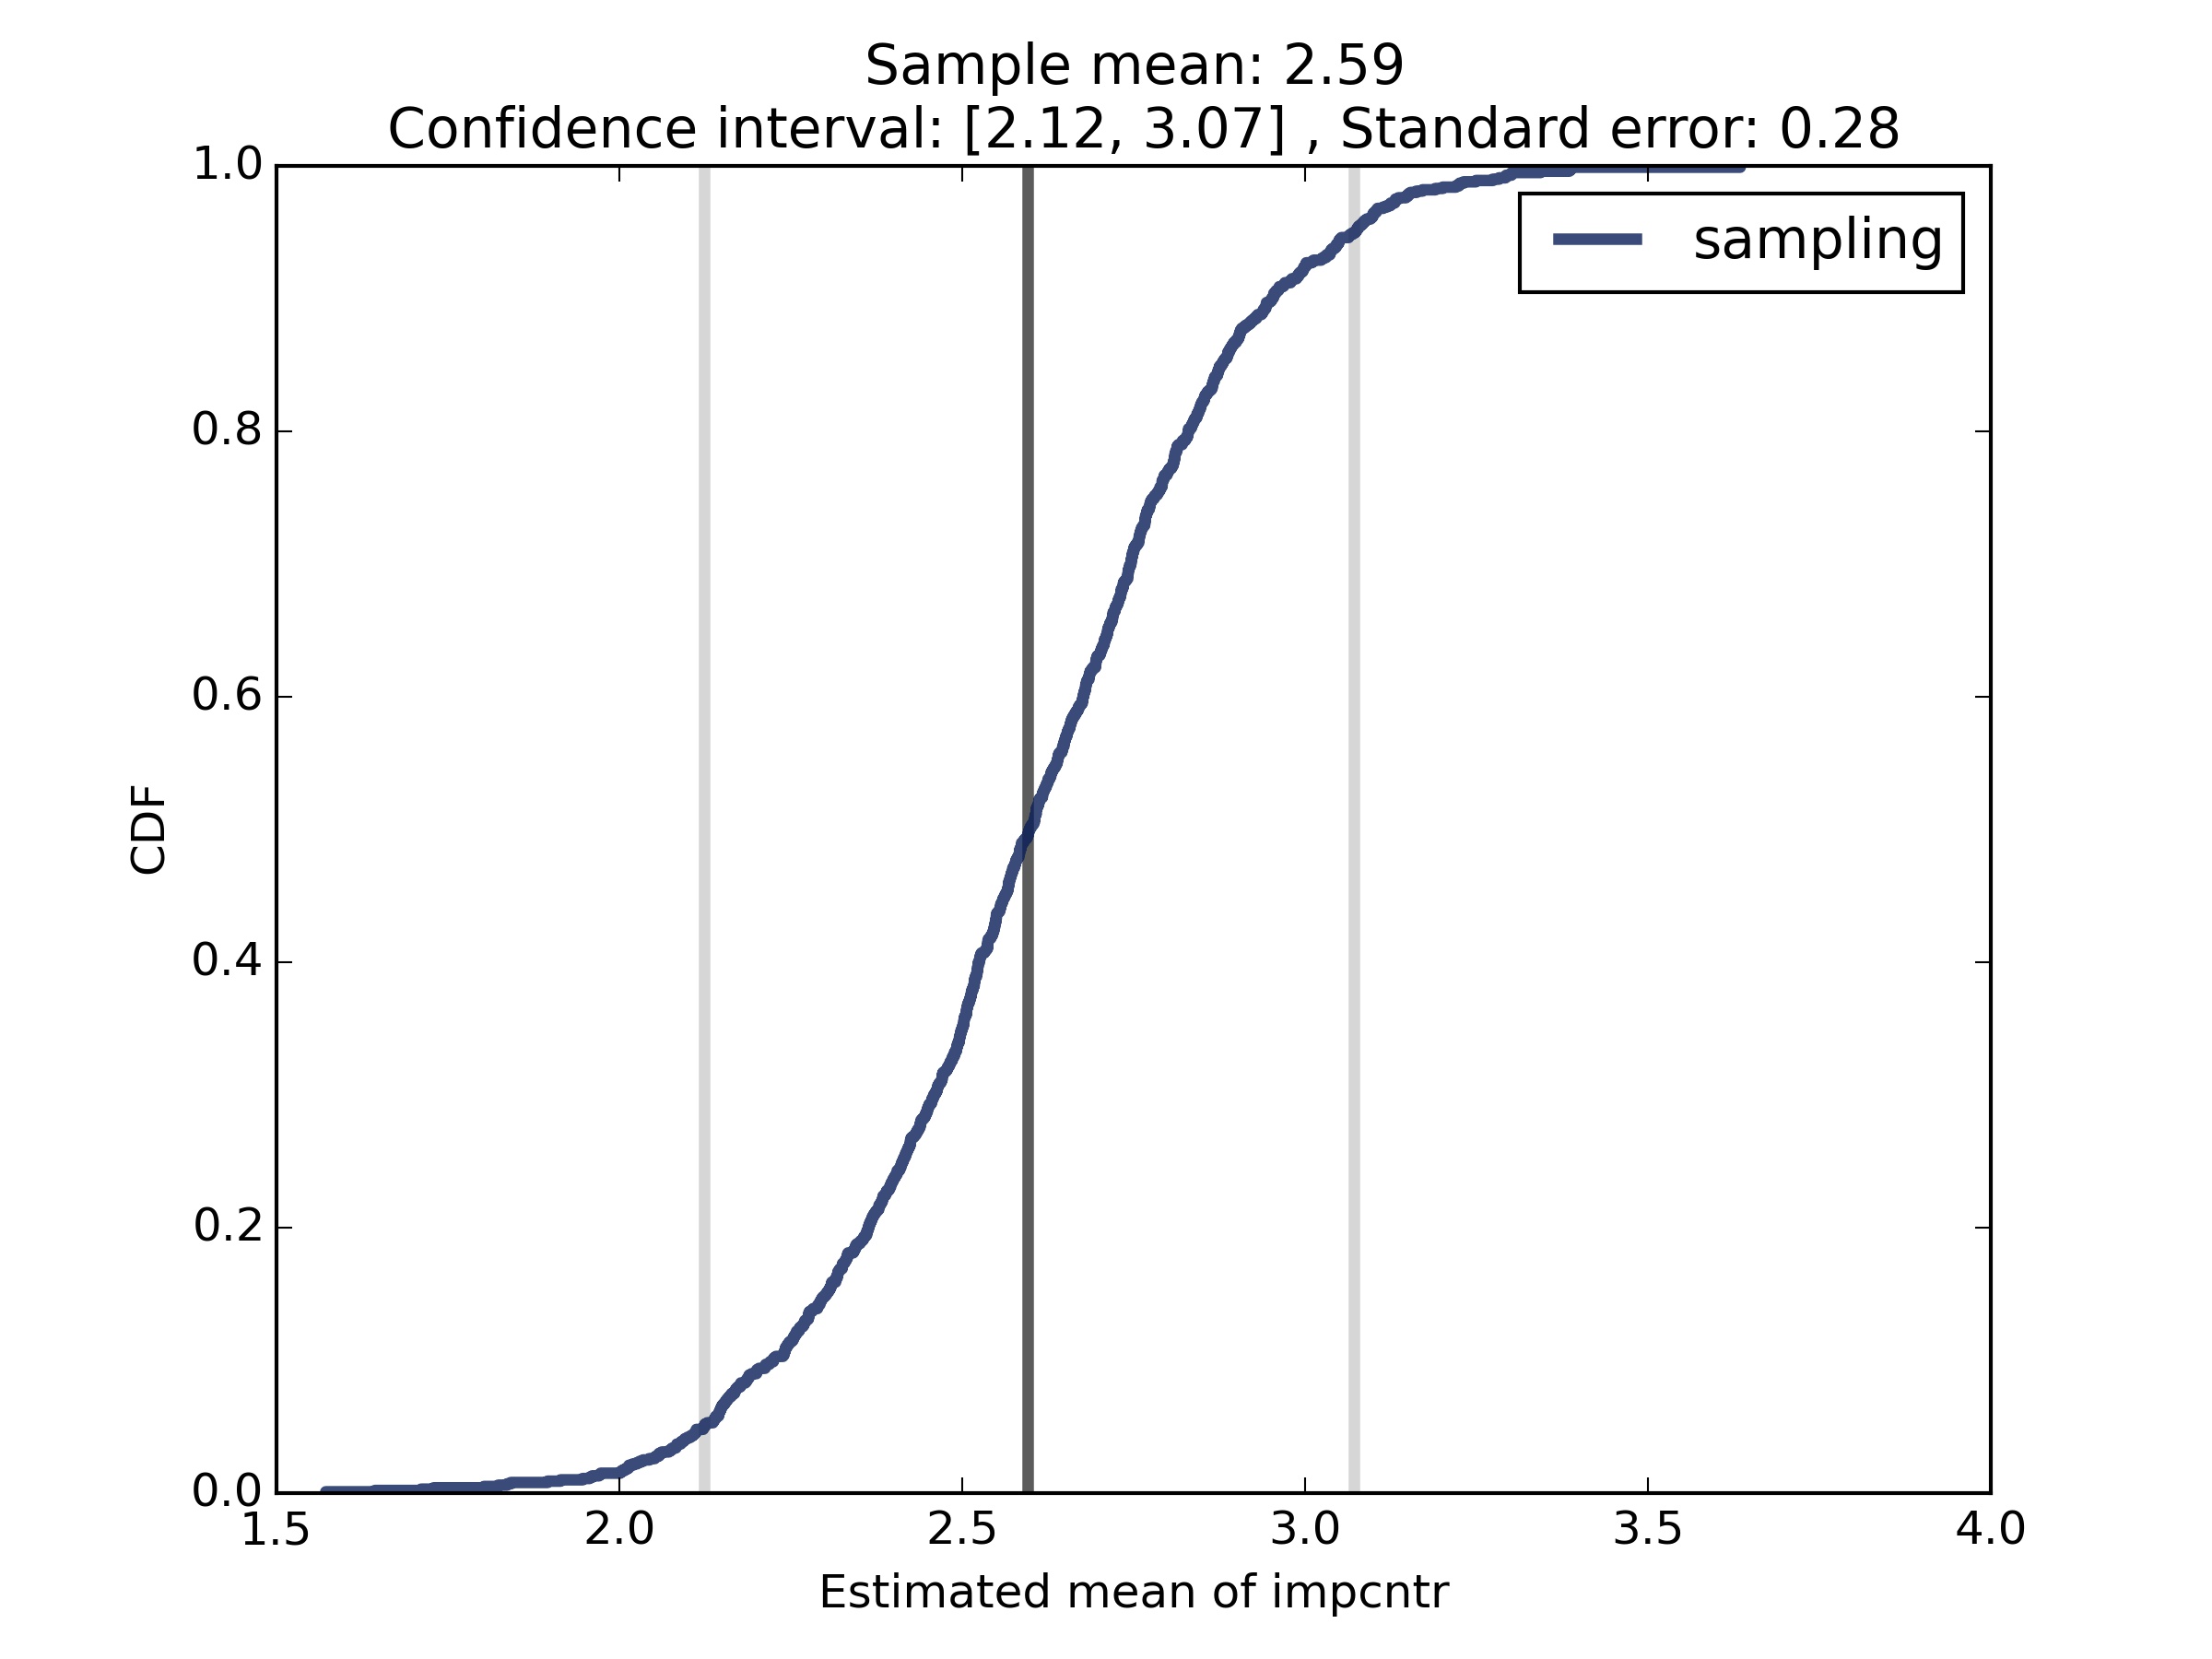 Sample mean: 2.59
Confidence interval: [2.12, 3.07] , Standard error: 0.28
1.0
sampling
0.8
0.6
CDF
0.4
0.2
0.0
1.5 2.0 2.5 3.0 3.5 4.0
Estimated mean of impcntr